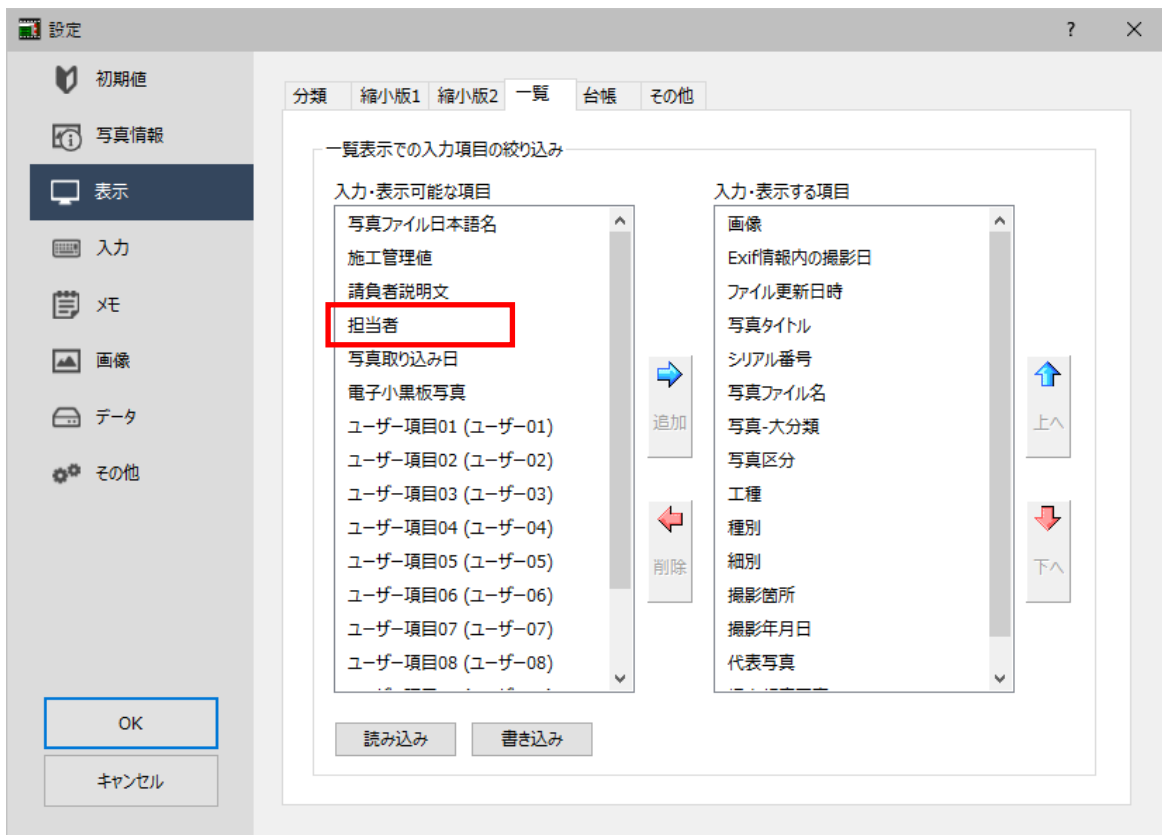 設定
?
初期値
写真情報
表示
入力
メモ
画像
データ
その他
OK
キャンセル
分類 縮小版1 縮小版2 一覧 台帳 その他
一覧表示での入力項目の絞り込み
入力・表示可能な項目
写真ファイル日本語名
施工管理値
請負者説明文
担当者
写真取り込み日
電子小黒板写真
ユーザー項目01 (ユーザー01)
ユーザー項目02 (ユーザー02)
ユーザー項目03 (ユーザー03)
ユーザー項目04 (ユーザー04)
ユーザー項目05 (ユーザー05)
ユーザー項目06 (ユーザー06)
ユーザー項目07 (ユーザー07)
ユーザー項目08 (ユーザー08)
追加
削除
入力・表示する項目
画像
Exif情報内の撮影日
ファイル更新日時
写真タイトル
シリアル番号
写真ファイル名
写真-大分類
写真区分
工種
種別
細別
撮影箇所
撮影年月日
代表写真
上へ
下へ
読み込み 書き込み